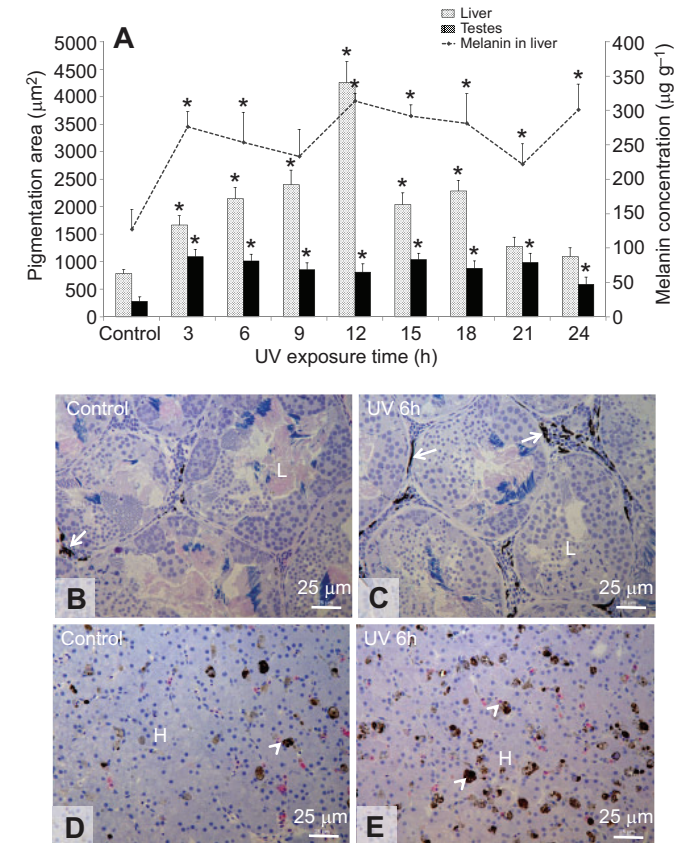 Liver
Testes
Melanin in liver
A
Pigmentation area (μm²)
5000
4500
4000
3500
3000
2500
2000
1500
1000
500
0
* * * * * * * * * * * * * * * * * * * * *
400
350
300
250
200
150
100
50
0
Melanin concentration (μg g⁻¹)
Control 3 6 9 12 15 18 21 24
UV exposure time (h)
Control
L
B
25 μm
UV 6h
L
C
25 μm
Control
H
D
25 μm
UV 6h
H
E
25 μm